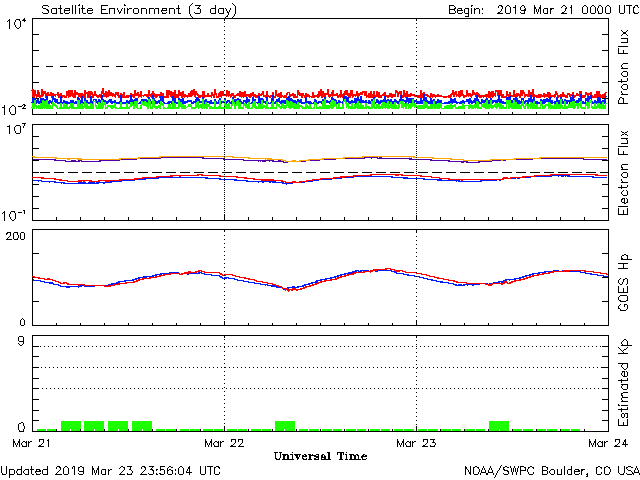 Satellite Environment (3 day)
Begin: 2019 Mar 21 0000 UTC
10⁴
10⁻²
Proton Flux
10⁷
10⁻¹
Electron Flux
200
0
GOES Hp
9
0
Estimated Kp
Mar 21
Mar 22
Mar 23
Mar 24
Universal Time
Updated 2019 Mar 23 23:56:04 UTC
NOAA/SWPC Boulder, CO USA